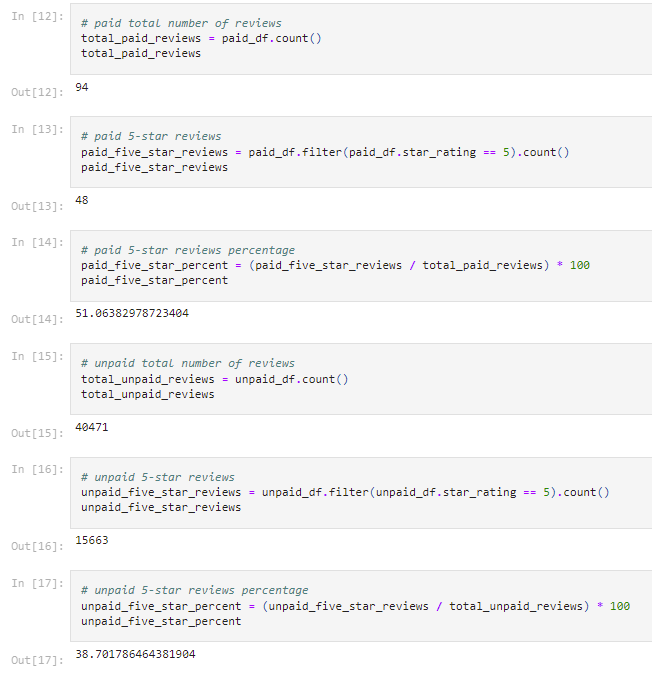 In [12]:
# paid total number of reviews
total_paid_reviews = paid_df.count()
total_paid_reviews
Out[12]: 94
In [13]:
# paid 5-star reviews
paid_five_star_reviews = paid_df.filter(paid_df.star_rating == 5).count()
paid_five_star_reviews
Out[13]: 48
In [14]:
# paid 5-star reviews percentage
paid_five_star_percent = (paid_five_star_reviews / total_paid_reviews) * 100
paid_five_star_percent
Out[14]: 51.06382978723404
In [15]:
# unpaid total number of reviews
total_unpaid_reviews = unpaid_df.count()
total_unpaid_reviews
Out[15]: 40471
In [16]:
# unpaid 5-star reviews
unpaid_five_star_reviews = unpaid_df.filter(unpaid_df.star_rating == 5).count()
unpaid_five_star_reviews
Out[16]: 15663
In [17]:
# unpaid 5-star reviews percentage
unpaid_five_star_percent = (unpaid_five_star_reviews / total_unpaid_reviews) * 100
unpaid_five_star_percent
Out[17]: 38.701786464381904